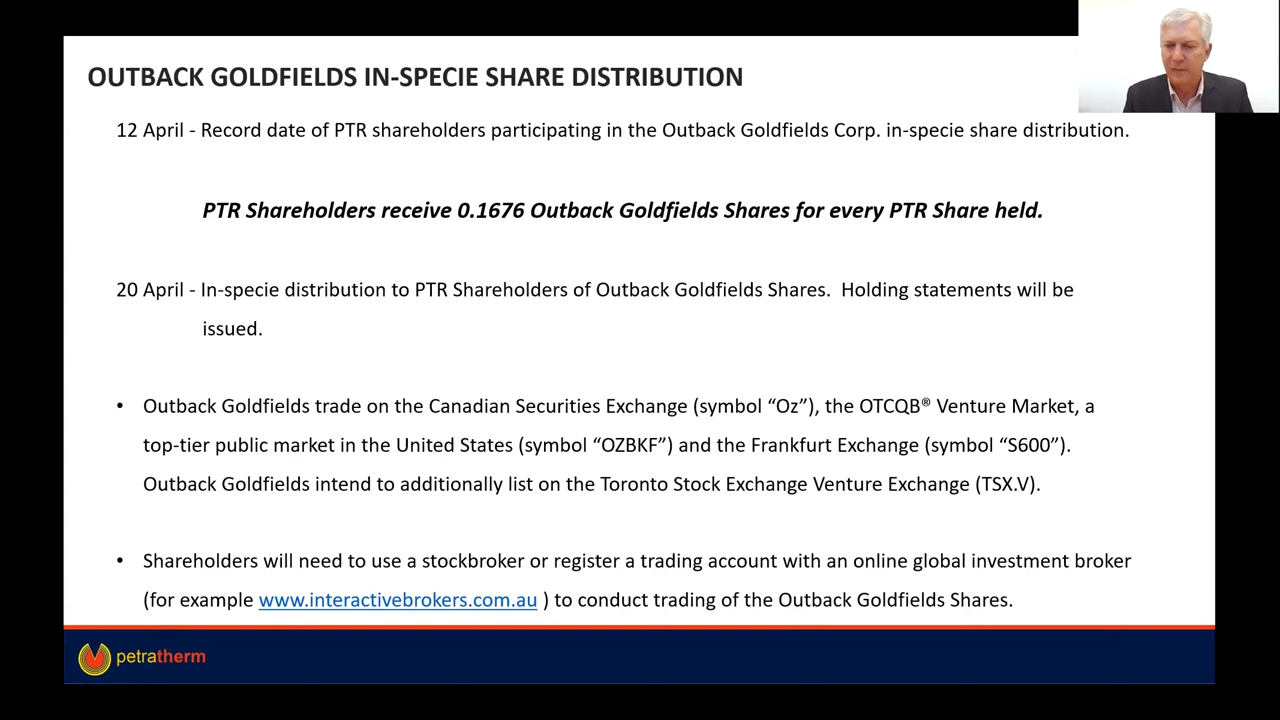 OUTBACK GOLDFIELDS IN-SPECIE SHARE DISTRIBUTION
12 April - Record date of PTR shareholders participating in the Outback Goldfields Corp. in-specie share distribution.
PTR Shareholders receive 0.1676 Outback Goldfields Shares for every PTR Share held.
20 April - In-specie distribution to PTR Shareholders of Outback Goldfields Shares.  Holding statements will be
issued.
• Outback Goldfields trade on the Canadian Securities Exchange (symbol “Oz”), the OTCQB® Venture Market, a
top-tier public market in the United States (symbol “OZBKF”) and the Frankfurt Exchange (symbol “S600”).
Outback Goldfields intend to additionally list on the Toronto Stock Exchange Venture Exchange (TSX.V).
• Shareholders will need to use a stockbroker or register a trading account with an online global investment broker
(for example www.interactivebrokers.com.au ) to conduct trading of the Outback Goldfields Shares.
petratherm